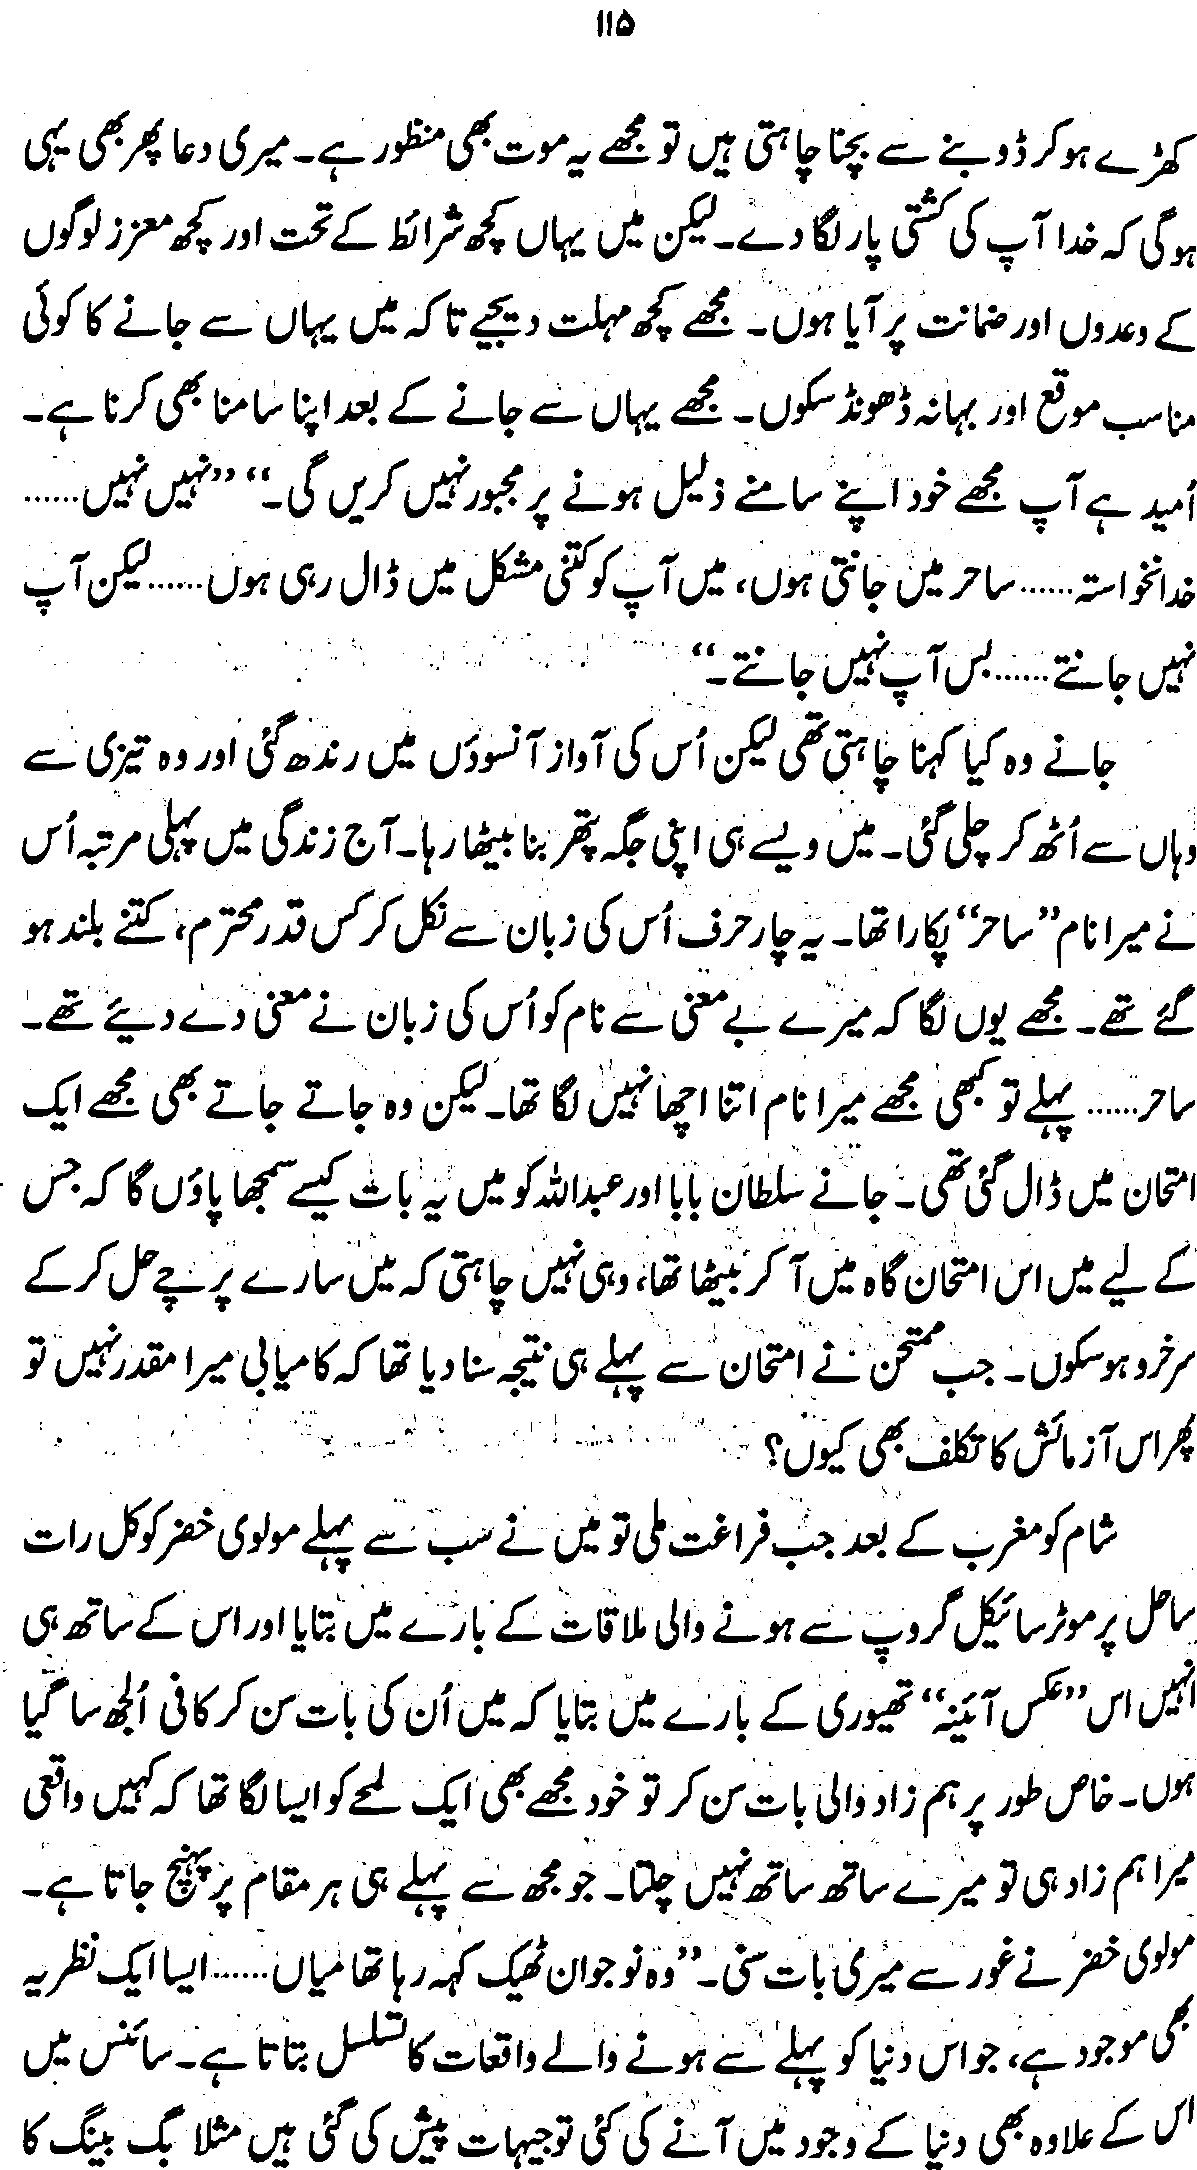 ۱۱۵
کھڑے ہو کر ڈوبنے سے بچنا چاہتی ہیں تو مجھے یہ موت بھی منظور ہے۔ میری دعا پھر بھی یہی
ہو گی کہ خدا آپ کی کشتی پار لگا دے۔ لیکن میں یہاں کچھ شرائط کے تحت اور کچھ معزز لوگوں
کے وعدوں اور ضمانت پر آیا ہوں۔ مجھے کچھ مہلت دیجیے تاکہ میں یہاں سے جانے کا کوئی
مناسب موقع اور بہانہ ڈھونڈ سکوں۔ مجھے یہاں سے جانے کے بعد اپنا سامنا بھی کرنا ہے۔
اُمید ہے آپ مجھے خود اپنے سامنے ذلیل ہونے پر مجبور نہیں کریں گی۔“ ”نہیں نہیں......
خدانخواستہ...... ساحر میں جانتی ہوں، میں آپ کو کتنی مشکل میں ڈال رہی ہوں......لیکن آپ
نہیں جانتے......بس آپ نہیں جانتے۔“
جانے وہ کیا کہنا چاہتی تھی لیکن اُس کی آواز آنسوؤں میں رندھ گئی اور وہ تیزی سے
وہاں سے اُٹھ کر چلی گئی۔ میں ویسے ہی اپنی جگہ پتھر بنا بیٹھا رہا۔ آج زندگی میں پہلی مرتبہ اُس
نے میرا نام ”ساحر“ پکارا تھا۔ یہ چار حرف اُس کی زبان سے نکل کر کس قدر محترم، کتنے بلند ہو
گئے تھے۔ مجھے یوں لگا کہ میرے بے معنی سے نام کو اُس کی زبان نے معنی دے دیئے تھے۔
ساحر...... پہلے تو کبھی مجھے میرا نام اتنا اچھا نہیں لگا تھا۔ لیکن وہ جاتے جاتے بھی مجھے ایک
امتحان میں ڈال گئی تھی۔ جانے سلطان بابا اور عبداللہ کو میں یہ بات کیسے سمجھا پاؤں گا کہ جس
کے لیے میں اس امتحان گاہ میں آ کر بیٹھا تھا، وہی نہیں چاہتی کہ میں سارے پرچے حل کر کے
سرخرو ہو سکوں۔ جب ممتحن نے امتحان سے پہلے ہی نتیجہ سنا دیا تھا کہ کامیابی میرا مقدر نہیں تو
پھر اس آزمائش کا تکلف بھی کیوں؟
شام کو مغرب کے بعد جب فراغت ملی تو میں نے سب سے پہلے مولوی خضر کو کل رات
ساحل پر موٹر سائیکل گروپ سے ہونے والی ملاقات کے بارے میں بتایا اور اس کے ساتھ ہی
انہیں اس ”عکس آئینہ“ تھیوری کے بارے میں بتایا کہ میں اُن کی بات سن کر کافی اُلجھ سا گیا
ہوں۔ خاص طور پر ہم زاد والی بات سن کر تو خود مجھے بھی ایک لمحے کو ایسا لگا تھا کہ کہیں واقعی
میرا ہم زاد ہی تو میرے ساتھ ساتھ نہیں چلتا۔ جو مجھ سے پہلے ہی ہر مقام پر پہنچ جاتا ہے۔
مولوی خضر نے غور سے میری بات سنی۔ ”وہ نوجوان ٹھیک کہہ رہا تھا میاں......ایسا ایک نظریہ
بھی موجود ہے، جو اس دنیا کو پہلے سے ہونے والے واقعات کا تسلسل بتاتا ہے۔ سائنس میں
اس کے علاوہ بھی دنیا کے وجود میں آنے کی کئی توجیہات پیش کی گئی ہیں مثلا بگ بینگ کا